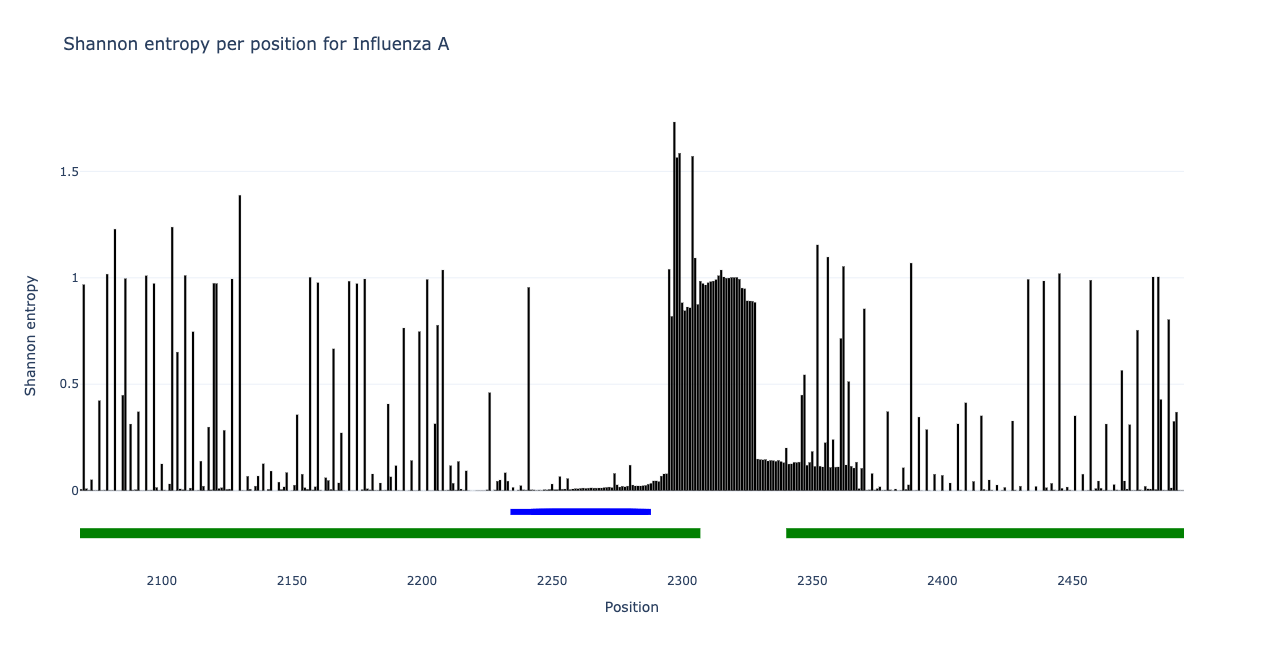 Shannon entropy per position for Influenza A
Shannon entropy
1.5
1
0.5
0
2100 2150 2200 2250 2300 2350 2400 2450
Position